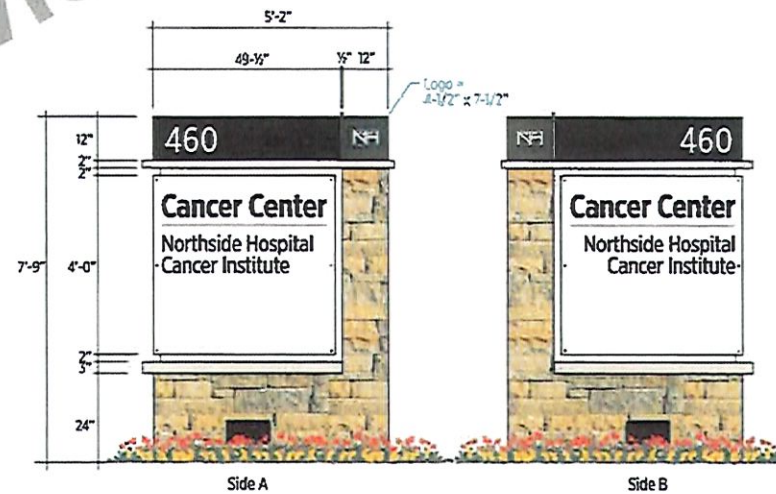 5'-2"
49-½"
½" 12"
Logo =
4-1/2" x 7-1/2"
12"
2"
2"
7'-9"
4'-0"
2"
3"
24"
460
NH
Cancer Center
Northside Hospital
Cancer Institute
Side A
NH
460
Cancer Center
Northside Hospital
Cancer Institute
Side B